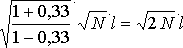 √((1 + 0,33)/(1 − 0,33)) √N l = √(2 N) l